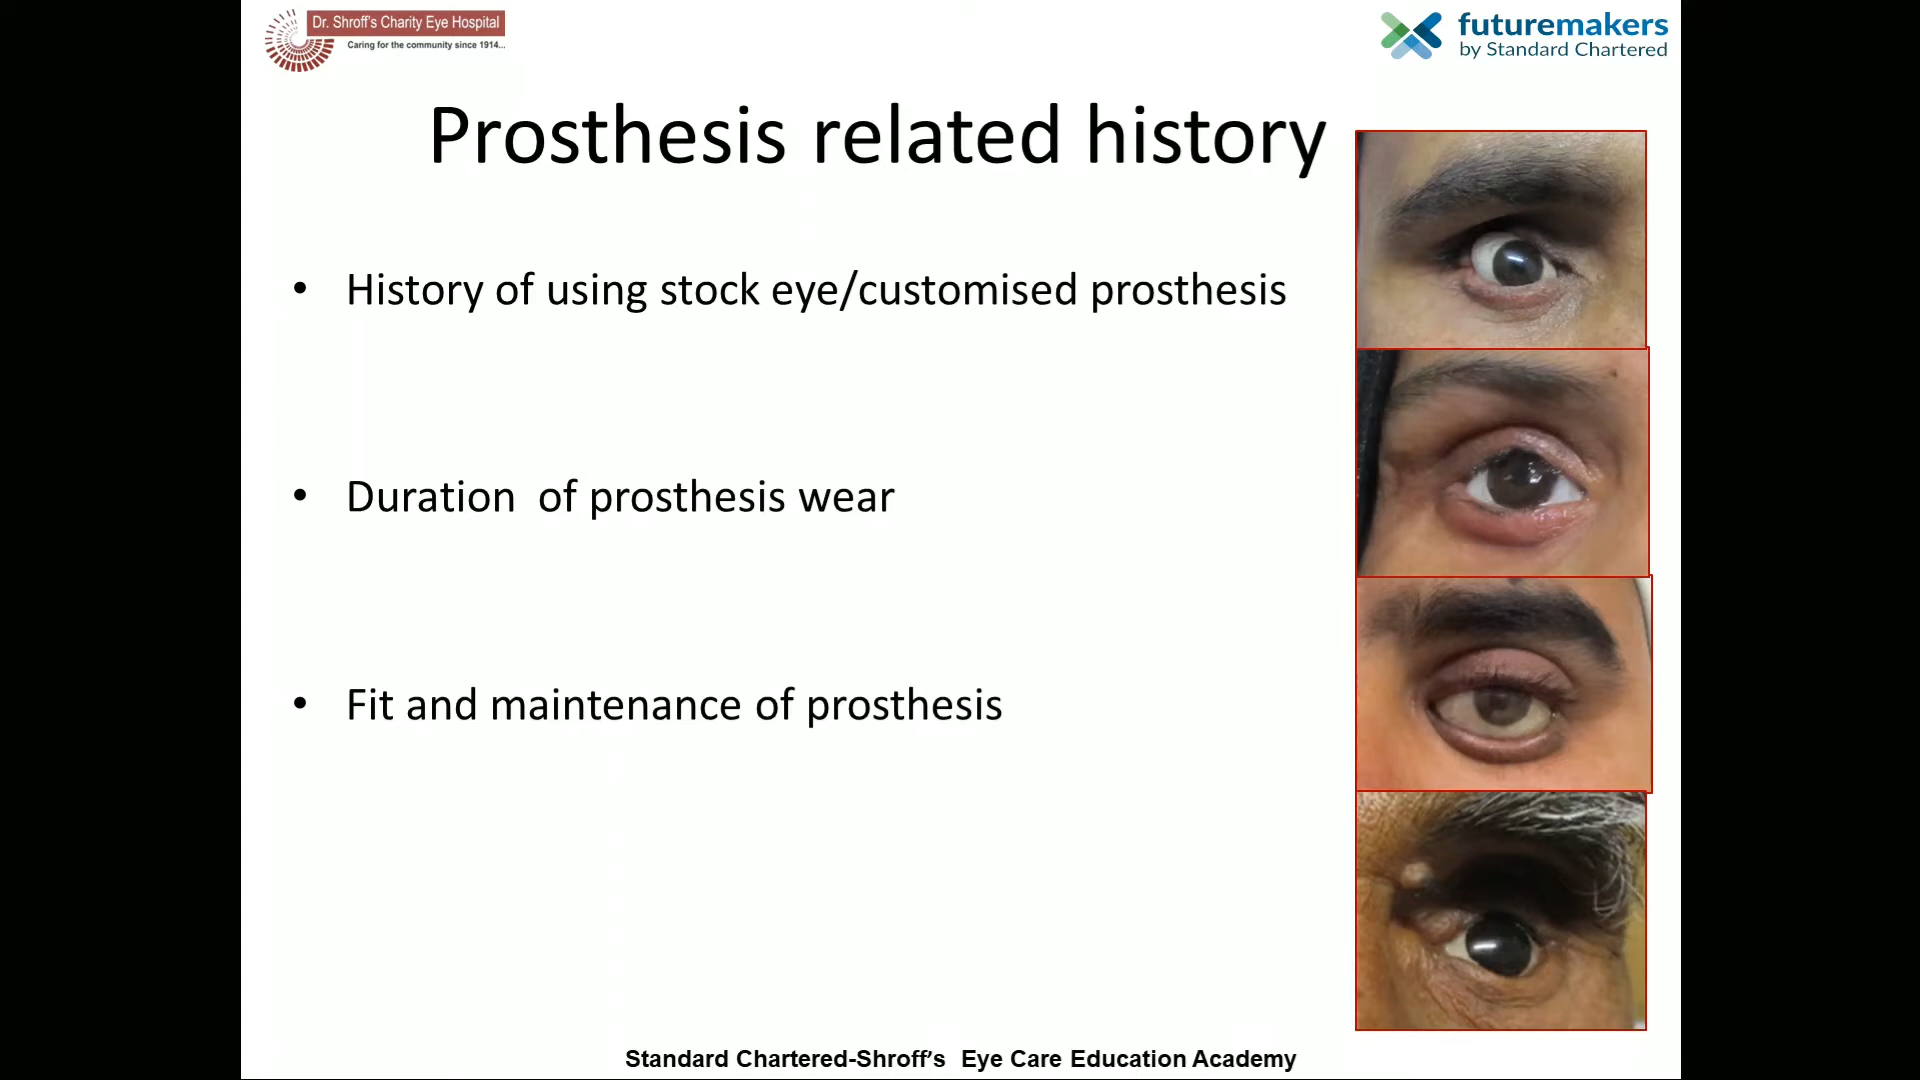 Dr. Shroff's Charity Eye Hospital
Caring for the community since 1914...
futuremakers
by Standard Chartered
Prosthesis related history
• History of using stock eye/customised prosthesis
• Duration of prosthesis wear
• Fit and maintenance of prosthesis
Standard Chartered-Shroff's Eye Care Education Academy